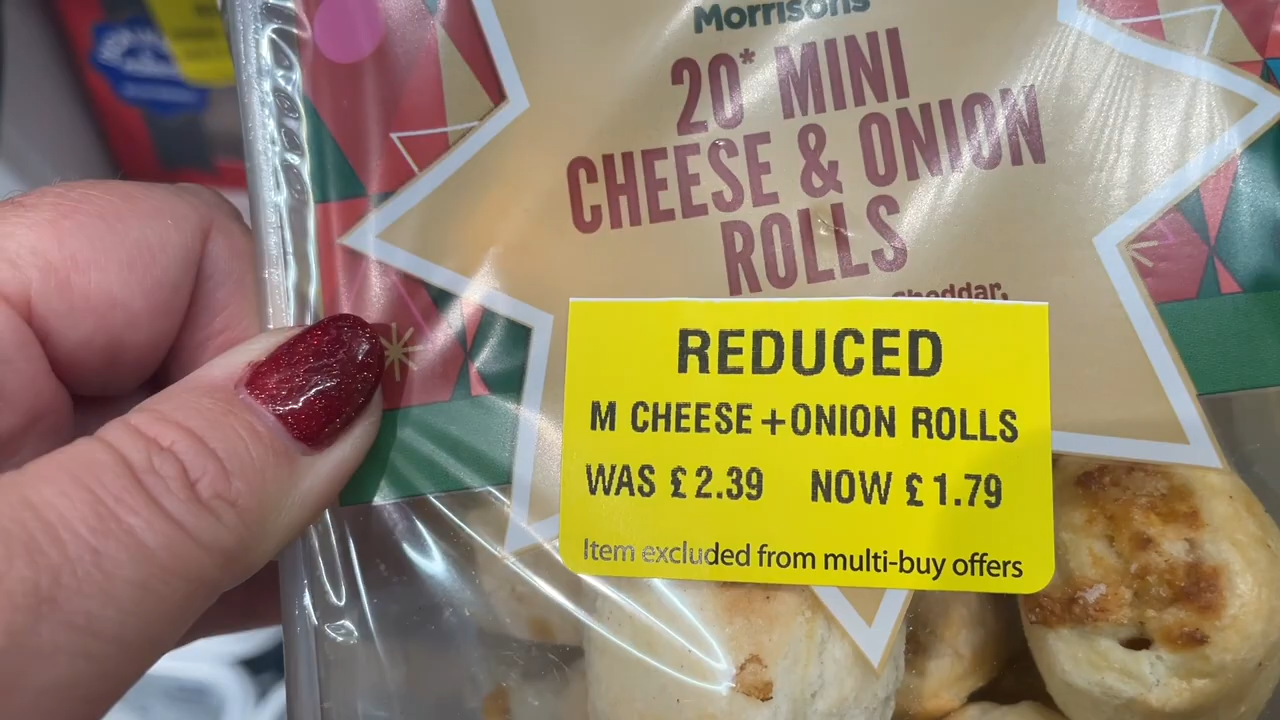 Morrisons
20* MINI
CHEESE & ONION
ROLLS
Cheddar,
REDUCED
M CHEESE+ONION ROLLS
WAS £2.39 NOW £1.79
Item excluded from multi-buy offers